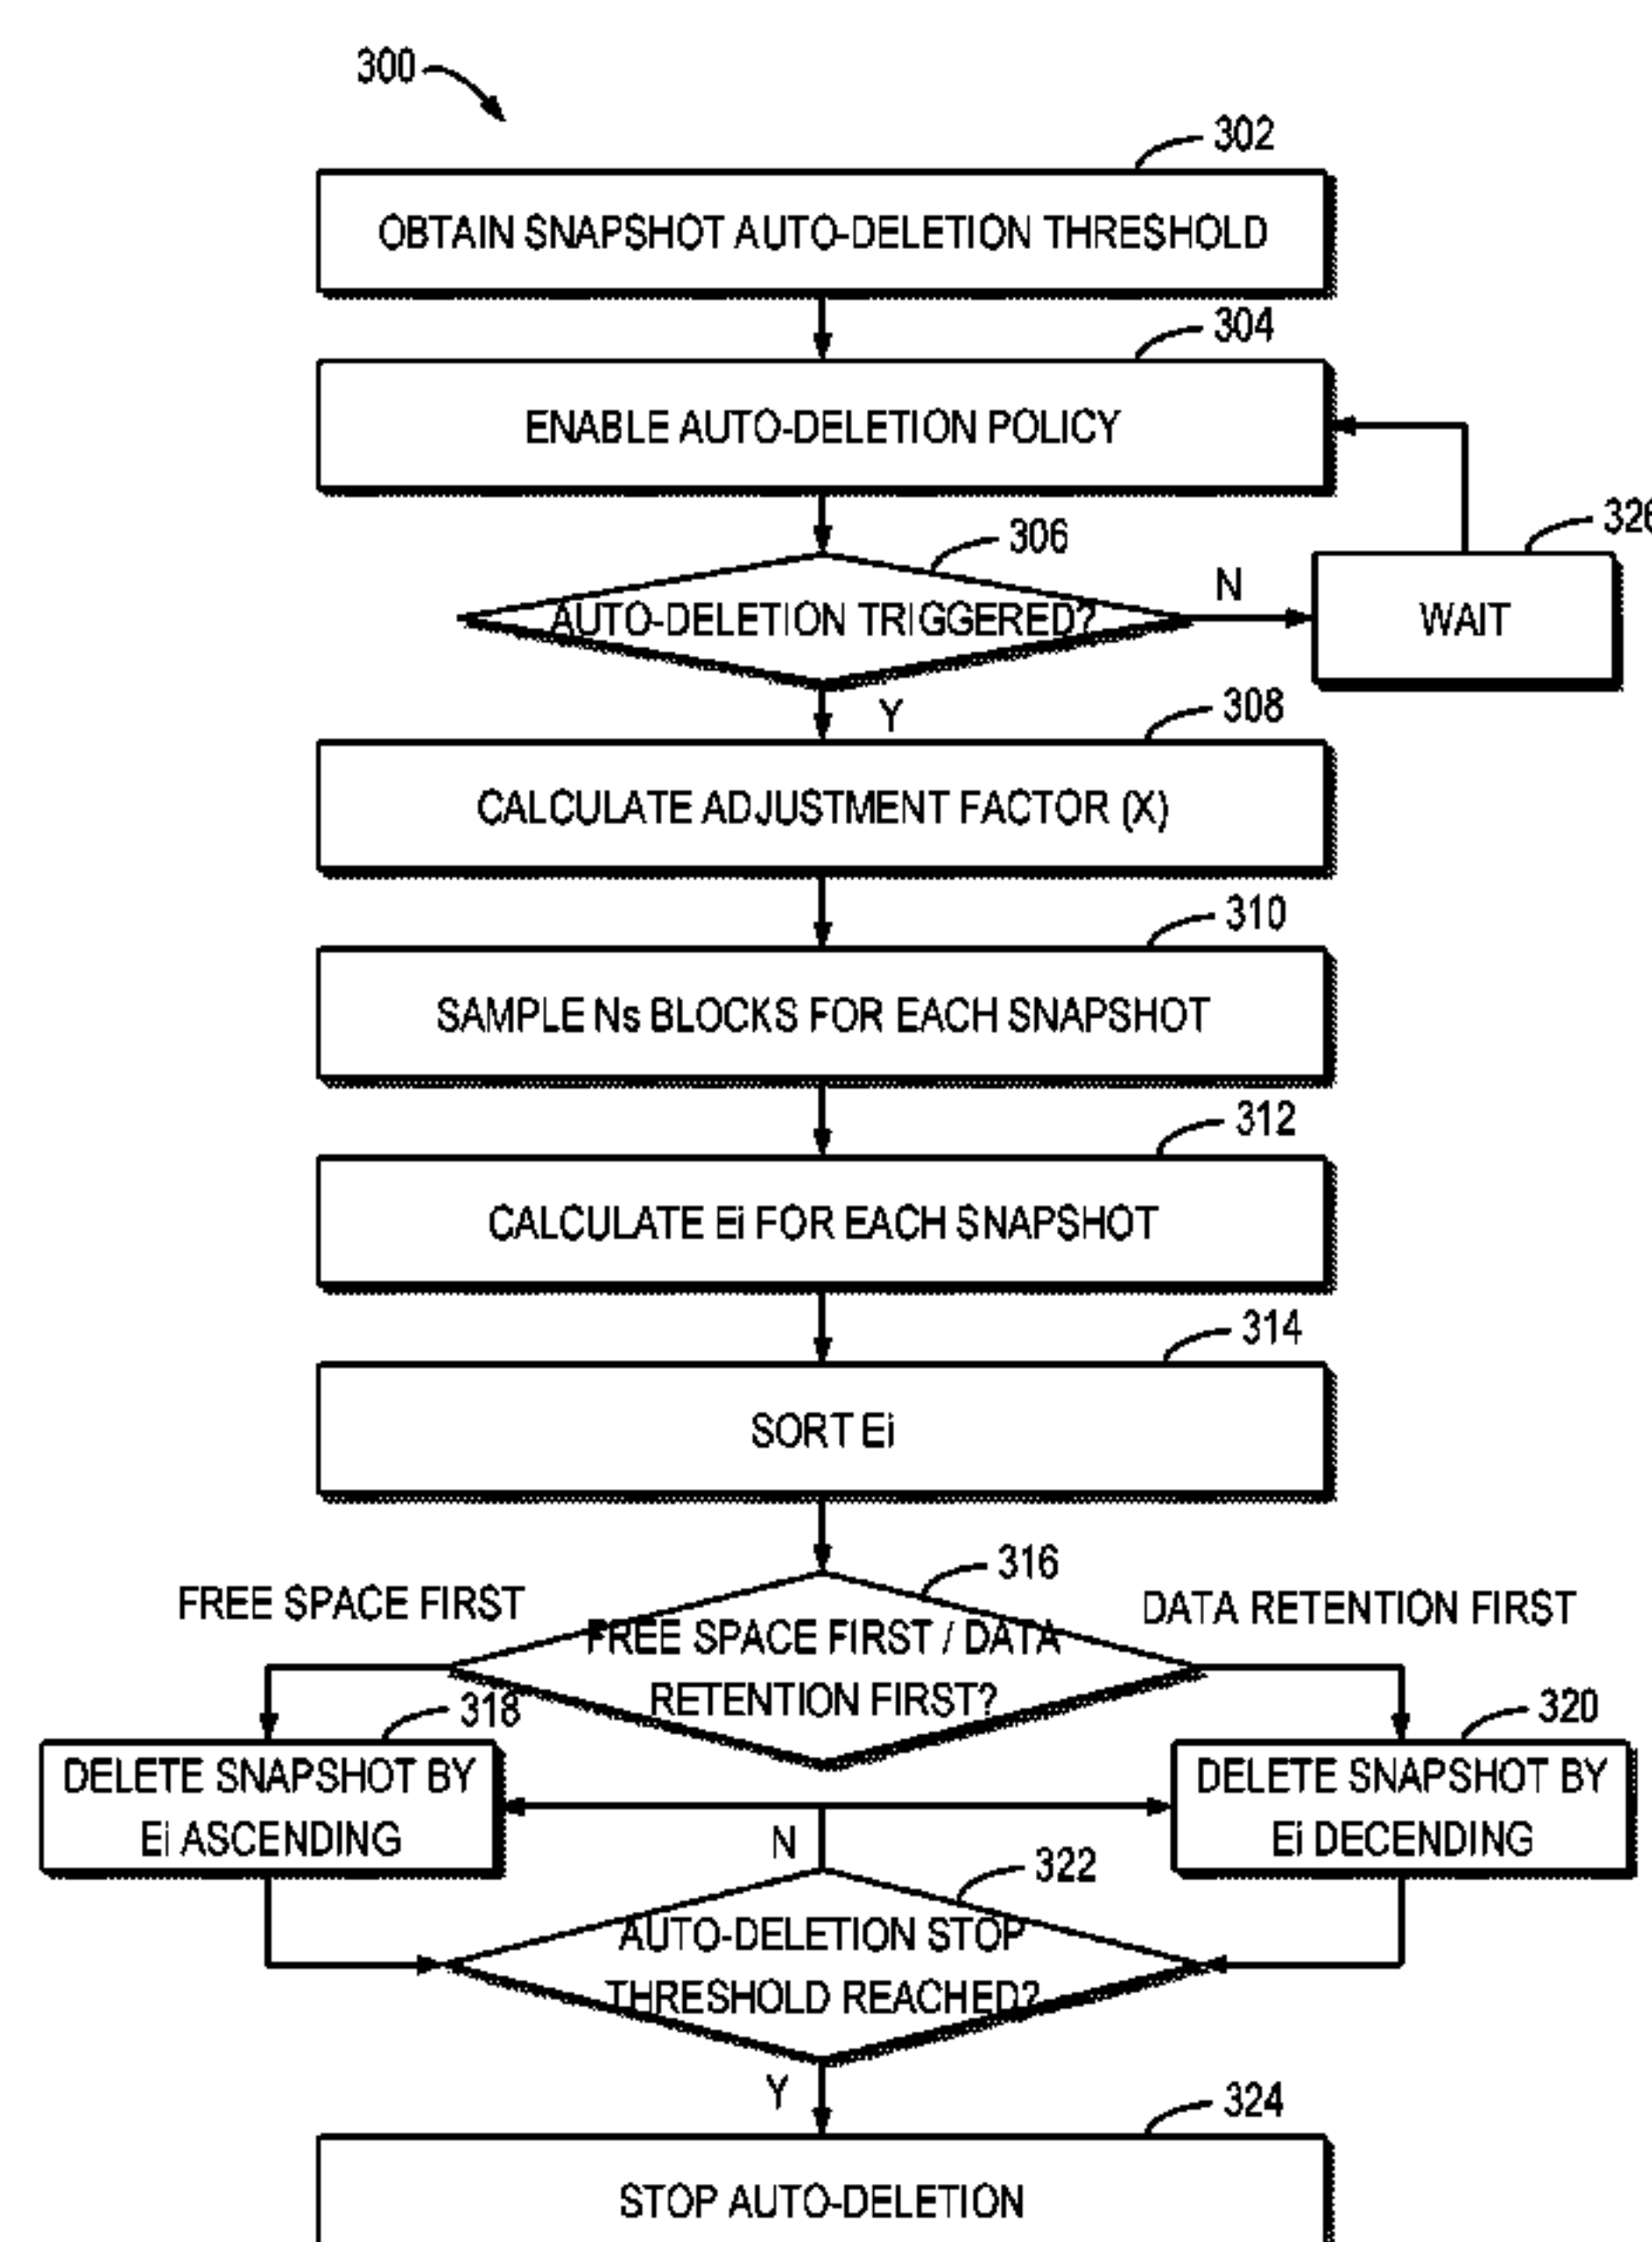 300
302
OBTAIN SNAPSHOT AUTO-DELETION THRESHOLD
304
ENABLE AUTO-DELETION POLICY
306
AUTO-DELETION TRIGGERED?
N
326
WAIT
Y
308
CALCULATE ADJUSTMENT FACTOR (X)
310
SAMPLE Ns BLOCKS FOR EACH SNAPSHOT
312
CALCULATE Ei FOR EACH SNAPSHOT
314
SORT Ei
316
FREE SPACE FIRST
DATA RETENTION FIRST
FREE SPACE FIRST / DATA
RETENTION FIRST?
318
DELETE SNAPSHOT BY
Ei ASCENDING
320
DELETE SNAPSHOT BY
Ei DECENDING
N
322
AUTO-DELETION STOP
THRESHOLD REACHED?
Y
324
STOP AUTO-DELETION